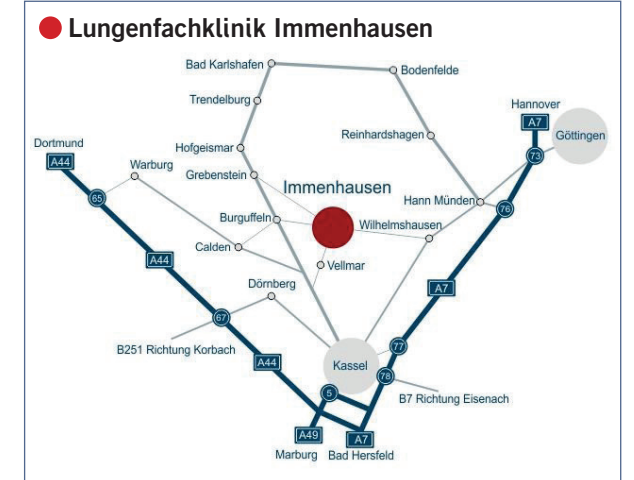 Lungenfachklinik Immenhausen
Bad Karlshafen
Bodenfelde
Trendelburg
Hannover
A7
Göttingen
Reinhardshagen
Dortmund
A44
Hofgeismar
73
Warburg
Grebenstein
Immenhausen
65
Hann Münden
76
Burguffeln
Wilhelmshausen
Calden
A44
Vellmar
Dörnberg
A7
67
B251 Richtung Korbach
77
A44
Kassel
78
5
B7 Richtung Eisenach
A49
A7
Marburg
Bad Hersfeld